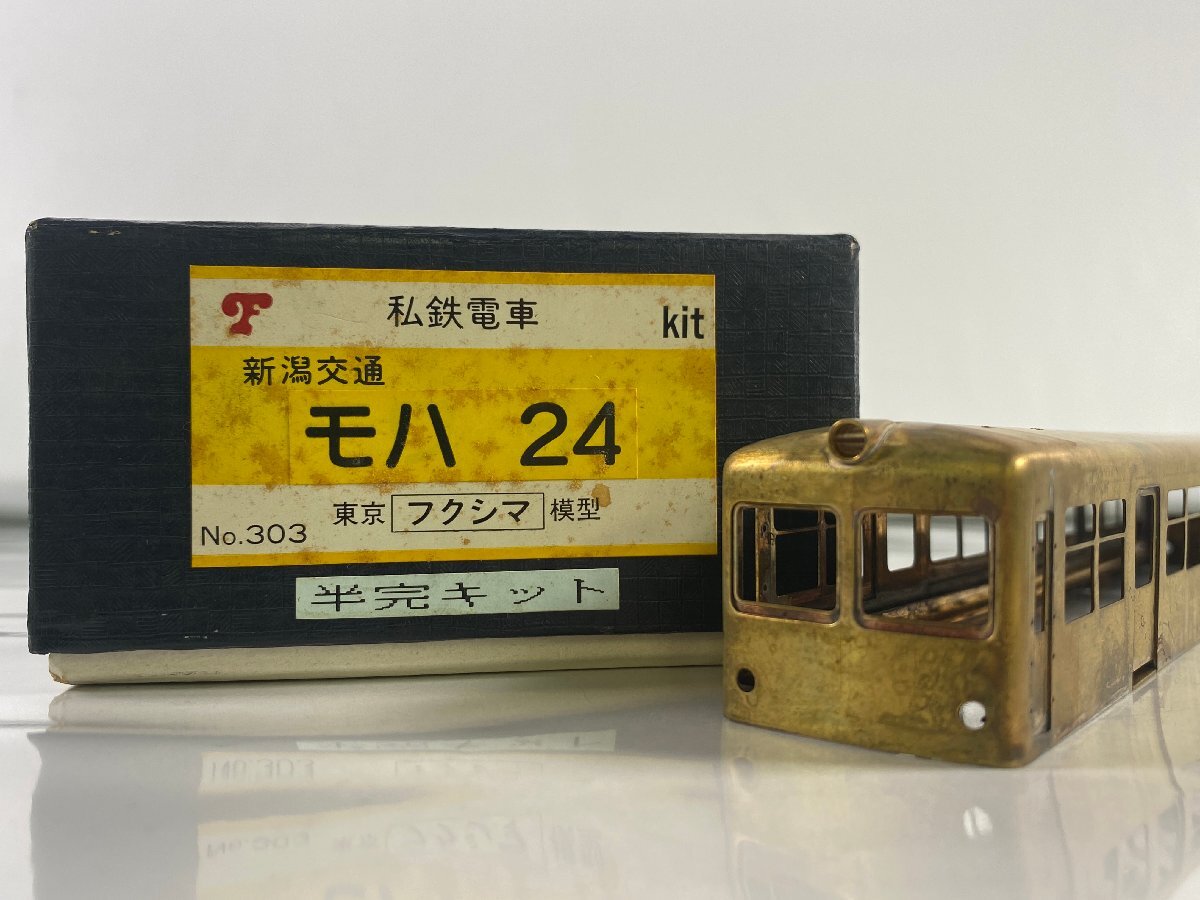 私鉄電車
kit
新潟交通
モハ 24
東京 フクシマ 模型
No.303
半完キット